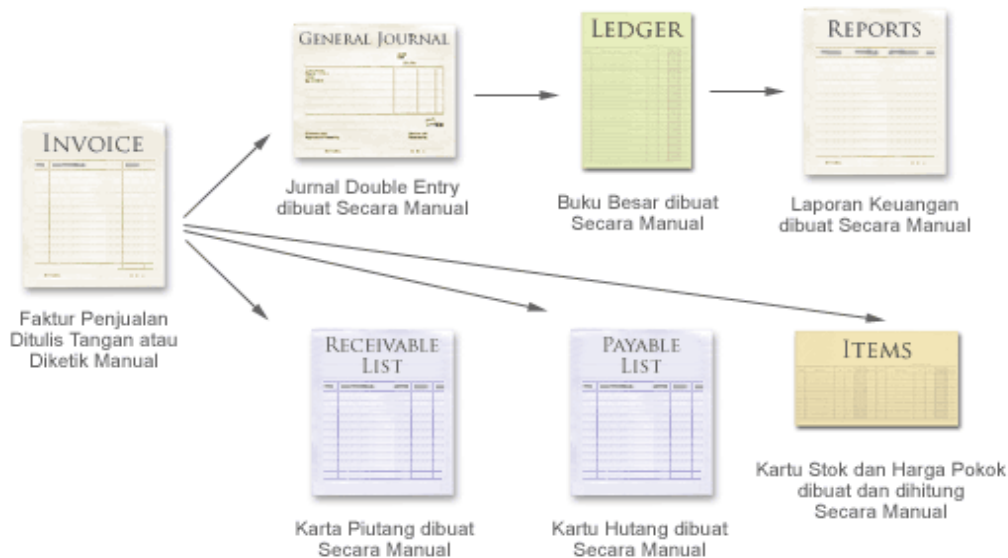 GENERAL JOURNAL
LEDGER
REPORTS
INVOICE
Jurnal Double Entry
dibuat Secara Manual
Buku Besar dibuat
Secara Manual
Laporan Keuangan
dibuat Secara Manual
Faktur Penjualan
Ditulis Tangan atau
Diketik Manual
RECEIVABLE
LIST
PAYABLE
LIST
ITEMS
Karta Piutang dibuat
Secara Manual
Kartu Hutang dibuat
Secara Manual
Kartu Stok dan Harga Pokok
dibuat dan dihitung
Secara Manual